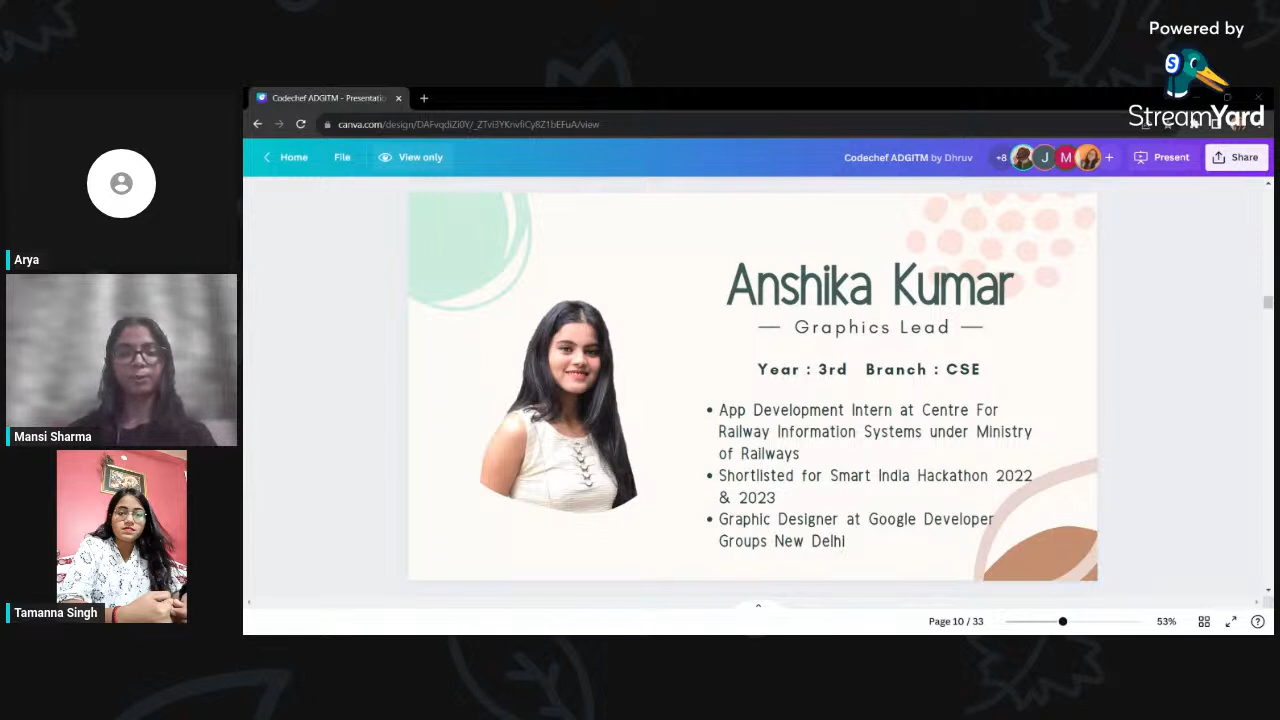 Powered by
StreamYard
Codechef ADGITM - Presentatio
canva.com/design/DAFvqdiZi0Y/_ZTvi3YKnvfiCy8Z1bEFuA/view
Home
File
View only
Codechef ADGITM by Dhruv
+8
J
M
Present
Share
Arya
Mansi Sharma
Tamanna Singh
Anshika Kumar
— Graphics Lead —
Year : 3rd Branch : CSE
• App Development Intern at Centre For
Railway Information Systems under Ministry
of Railways
• Shortlisted for Smart India Hackathon 2022
& 2023
• Graphic Designer at Google Developer
Groups New Delhi
Page 10 / 33
53%